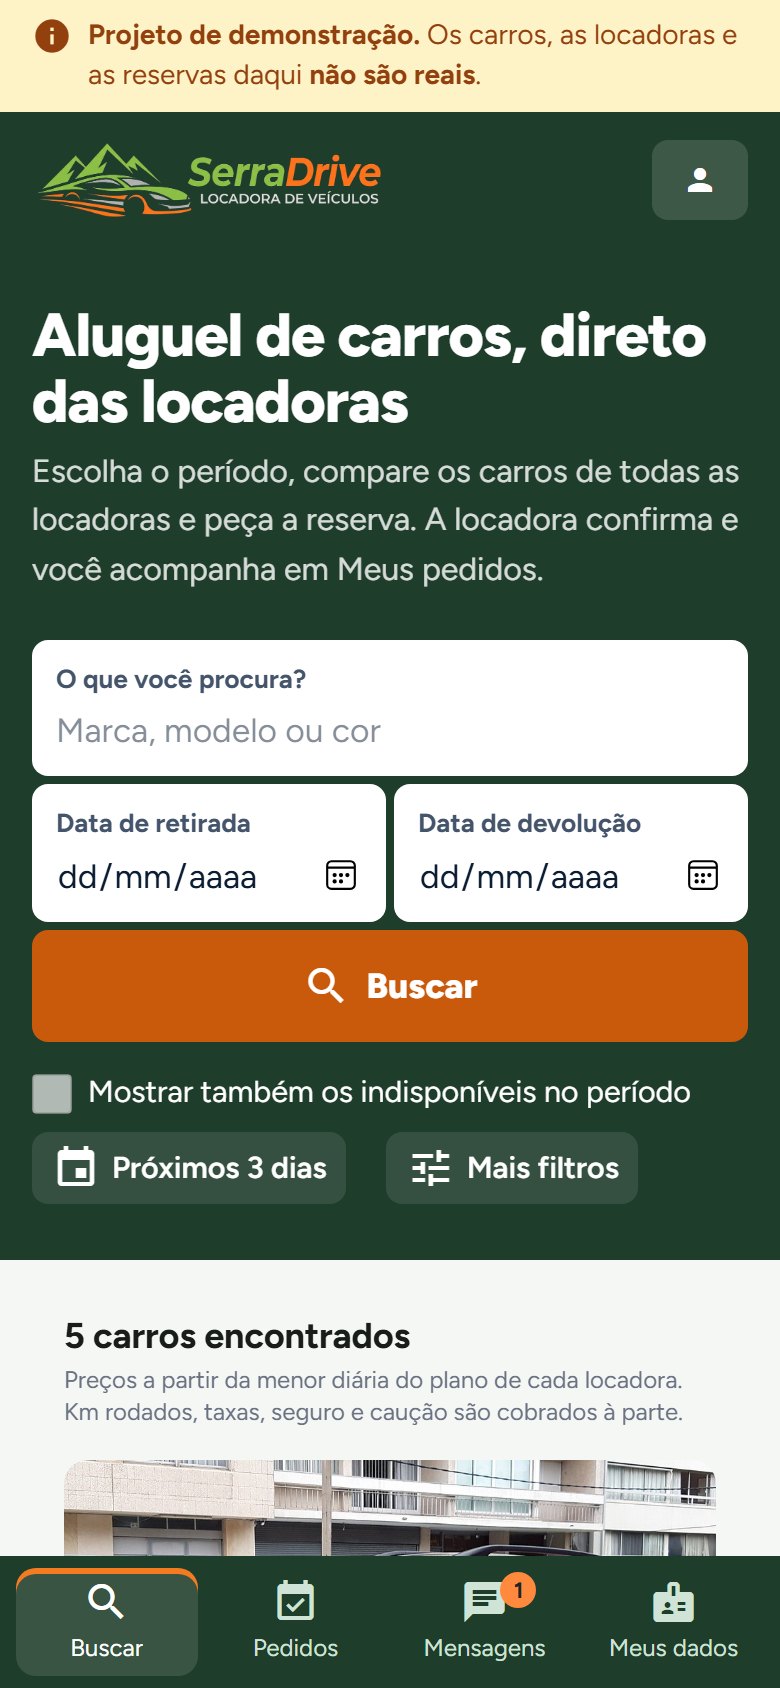 Projeto de demonstração. Os carros, as locadoras e
as reservas daqui não são reais.
SerraDrive
LOCADORA DE VEÍCULOS
Aluguel de carros, direto
das locadoras
Escolha o período, compare os carros de todas as
locadoras e peça a reserva. A locadora confirma e
você acompanha em Meus pedidos.
O que você procura?
Marca, modelo ou cor
Data de retirada
Data de devolução
dd/mm/aaaa
dd/mm/aaaa
Buscar
Mostrar também os indisponíveis no período
Próximos 3 dias
Mais filtros
5 carros encontrados
Preços a partir da menor diária do plano de cada locadora.
Km rodados, taxas, seguro e caução são cobrados à parte.
1
Buscar
Pedidos
Mensagens
Meus dados